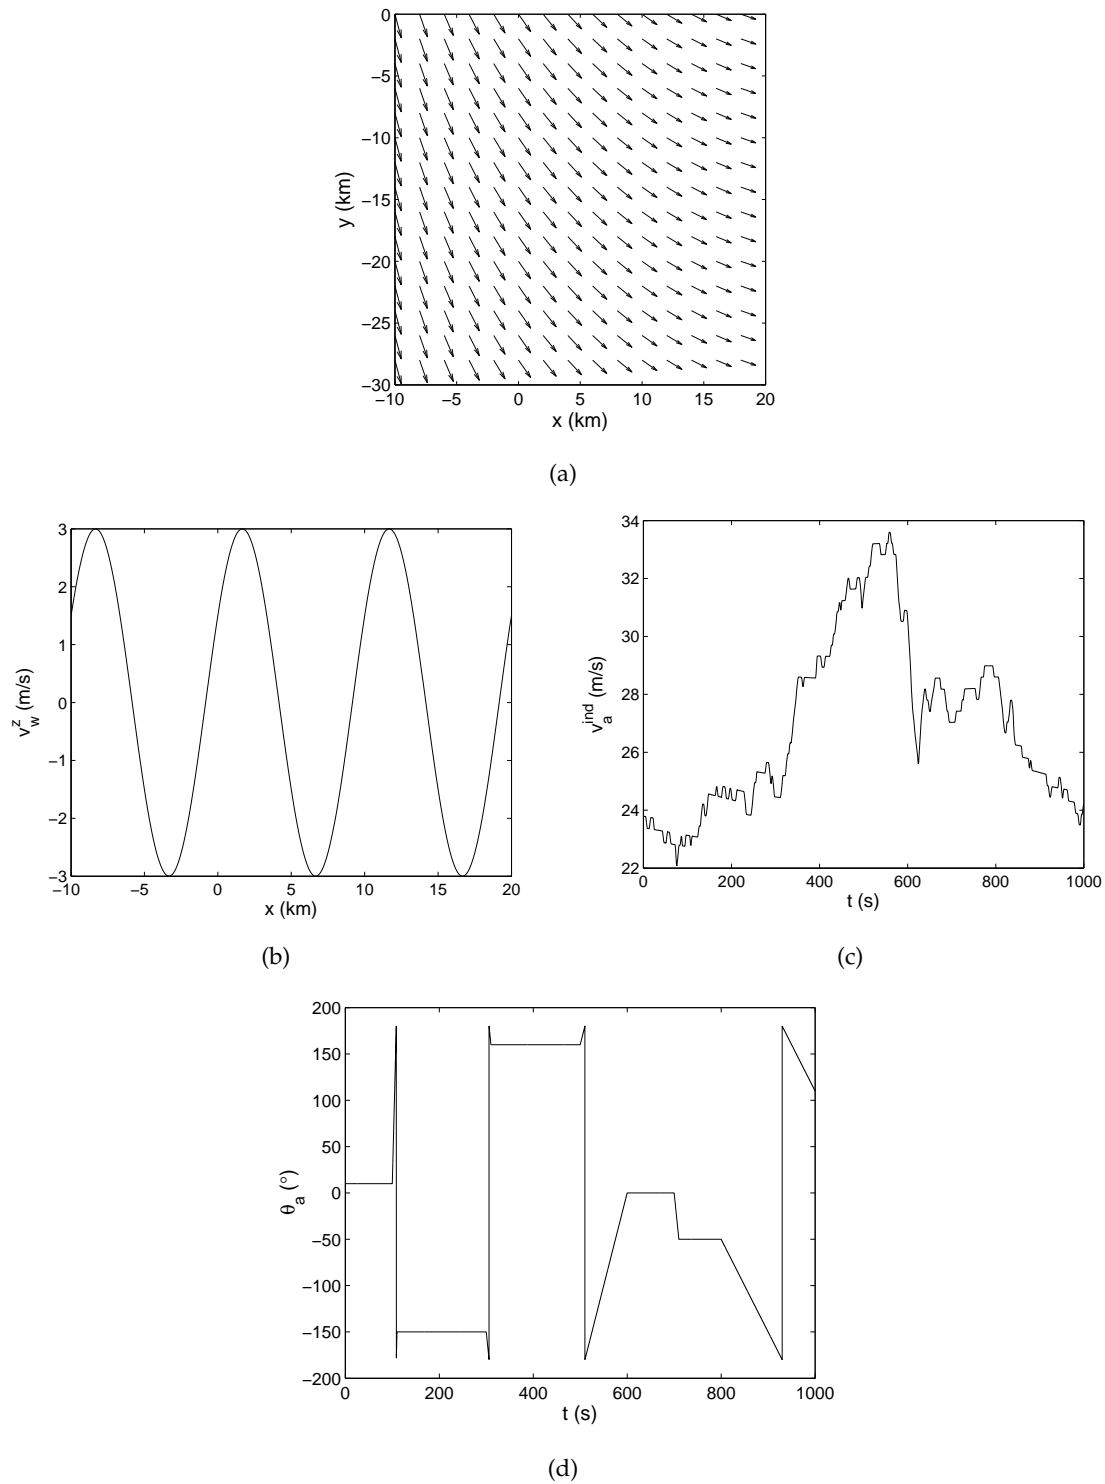 0
−5
−10
−15
−20
−25
−30
y (km)
−10 −5 0 5 10 15 20
x (km)
(a)
3
2
1
0
−1
−2
−3
v_w^z (m/s)
−10 −5 0 5 10 15 20
x (km)
(b)
34
32
30
28
26
24
22
v_a^ind (m/s)
0 200 400 600 800 1000
t (s)
(c)
200
150
100
50
0
−50
−100
−150
−200
θ_a (°)
0 200 400 600 800 1000
t (s)
(d)